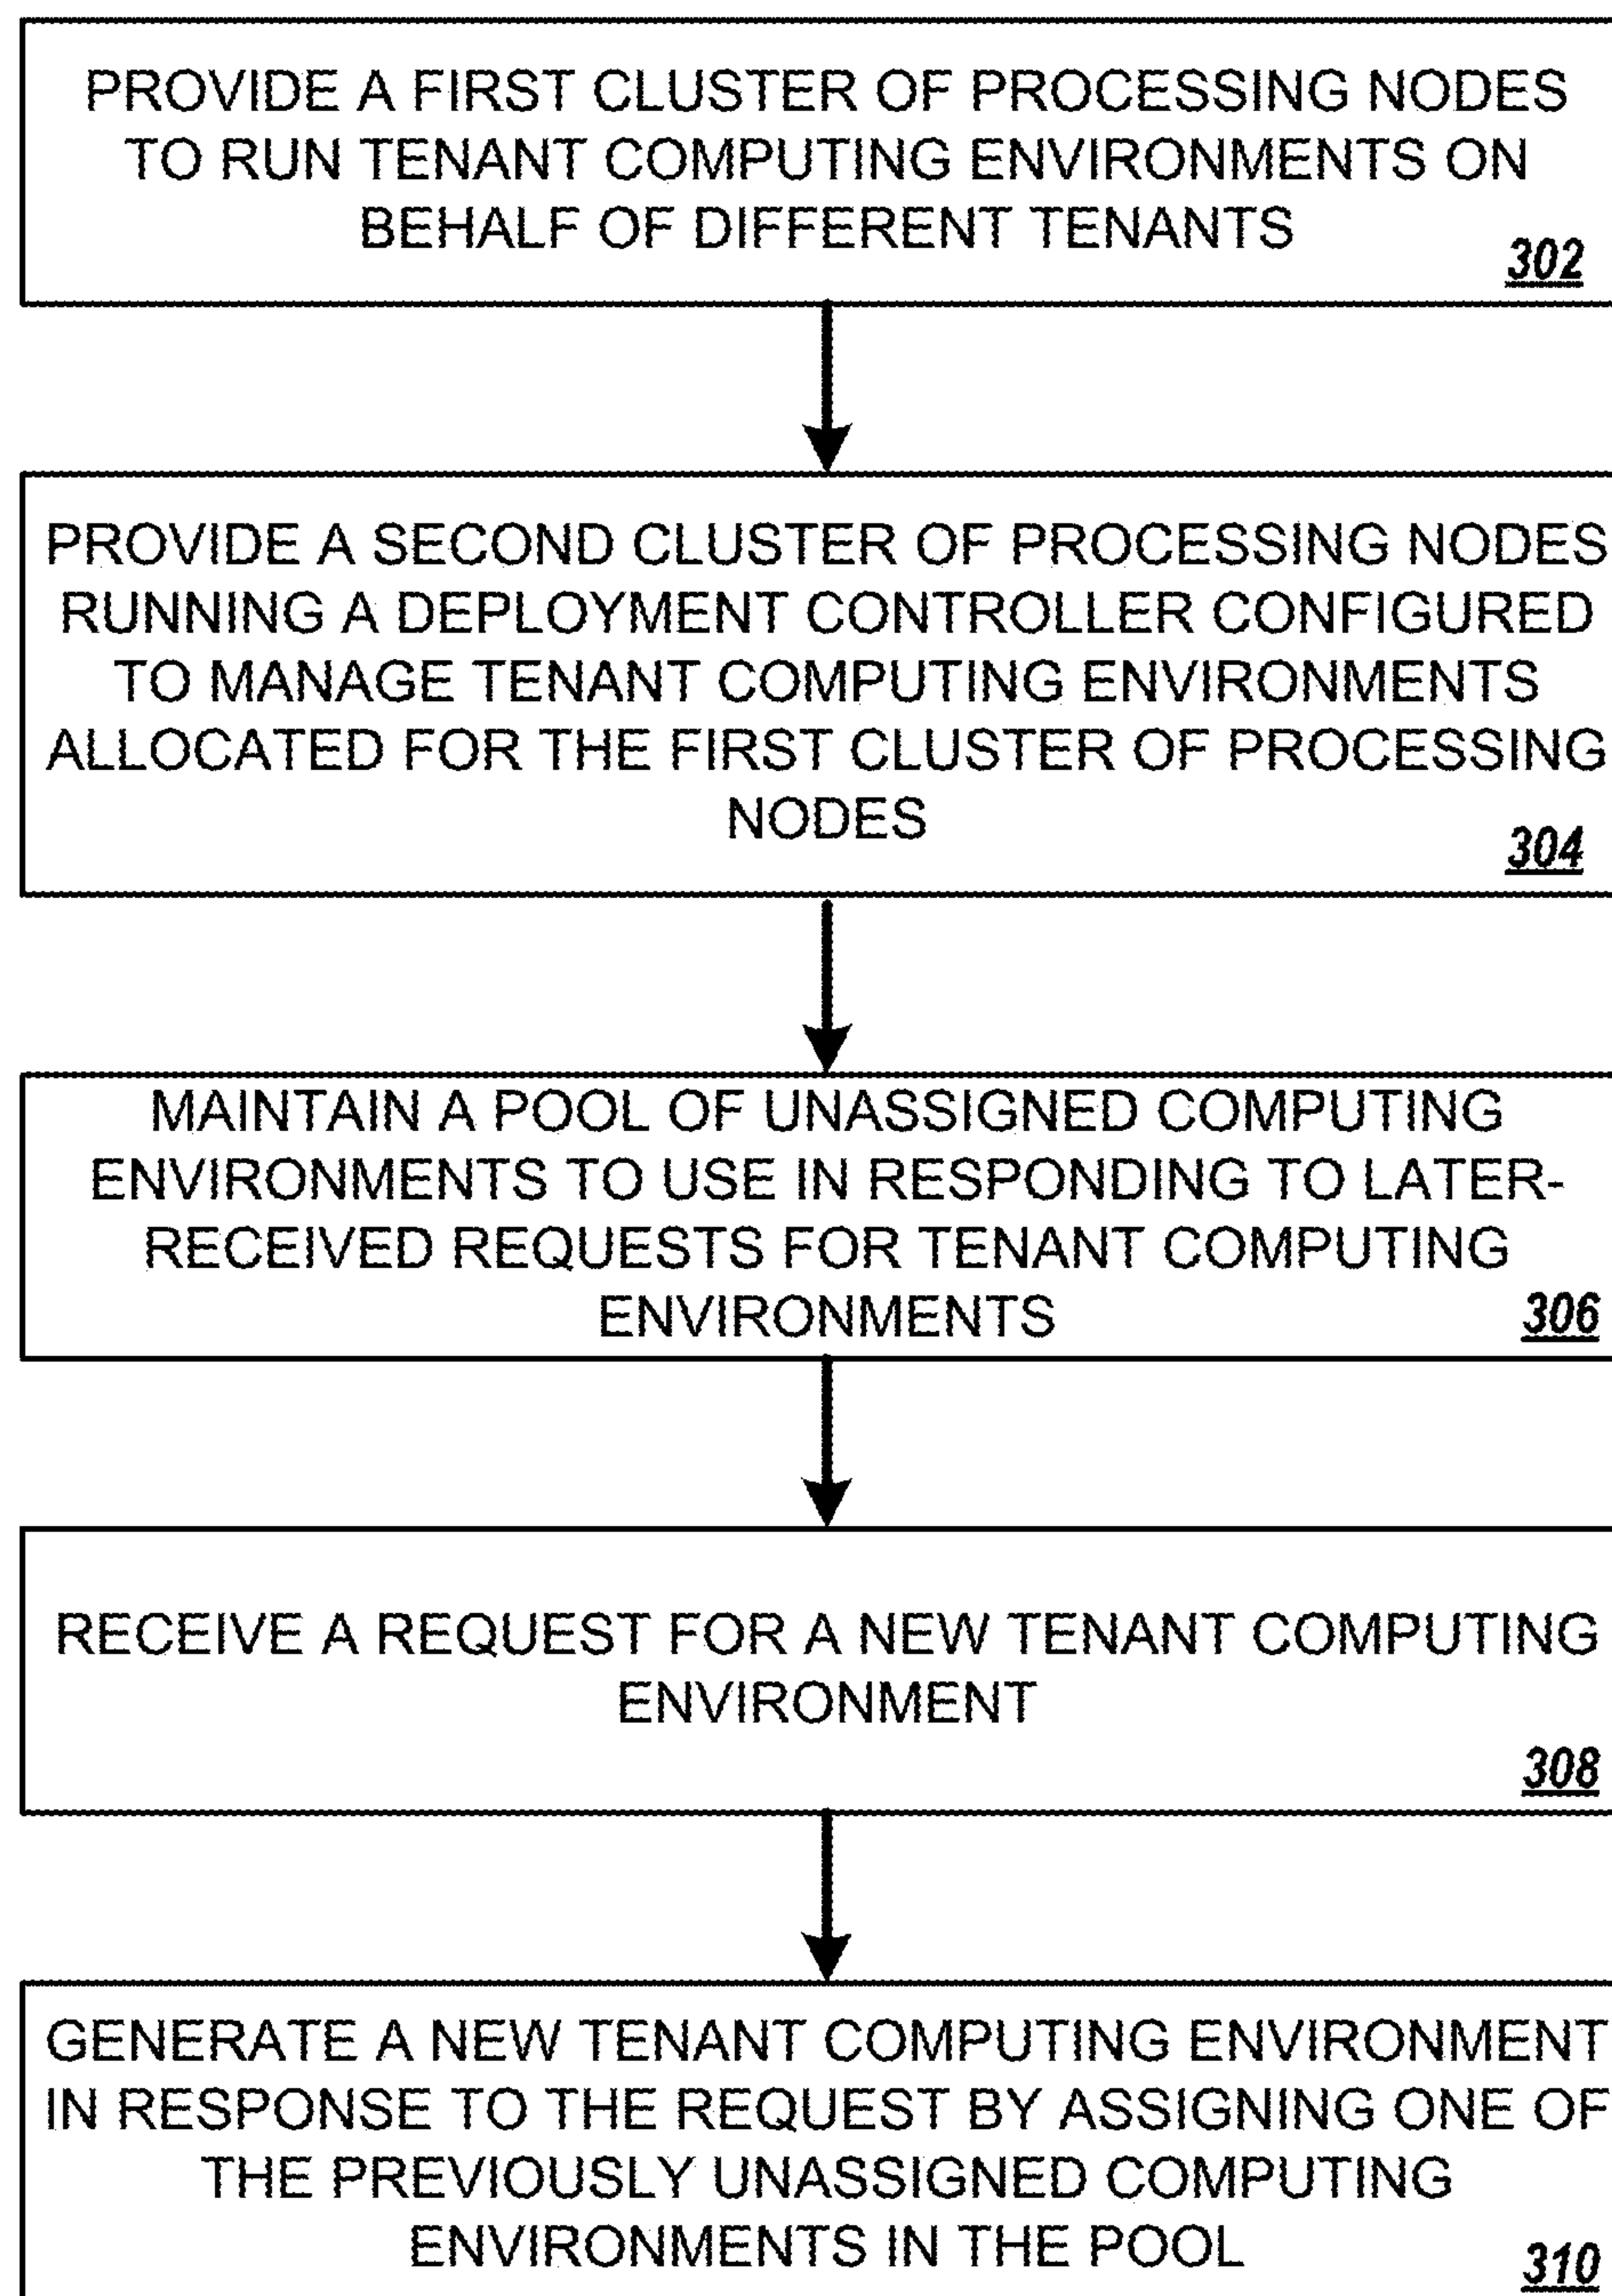 PROVIDE A FIRST CLUSTER OF PROCESSING NODES
TO RUN TENANT COMPUTING ENVIRONMENTS ON
BEHALF OF DIFFERENT TENANTS
302
PROVIDE A SECOND CLUSTER OF PROCESSING NODES
RUNNING A DEPLOYMENT CONTROLLER CONFIGURED
TO MANAGE TENANT COMPUTING ENVIRONMENTS
ALLOCATED FOR THE FIRST CLUSTER OF PROCESSING
NODES
304
MAINTAIN A POOL OF UNASSIGNED COMPUTING
ENVIRONMENTS TO USE IN RESPONDING TO LATER-
RECEIVED REQUESTS FOR TENANT COMPUTING
ENVIRONMENTS
306
RECEIVE A REQUEST FOR A NEW TENANT COMPUTING
ENVIRONMENT
308
GENERATE A NEW TENANT COMPUTING ENVIRONMENT
IN RESPONSE TO THE REQUEST BY ASSIGNING ONE OF
THE PREVIOUSLY UNASSIGNED COMPUTING
ENVIRONMENTS IN THE POOL
310